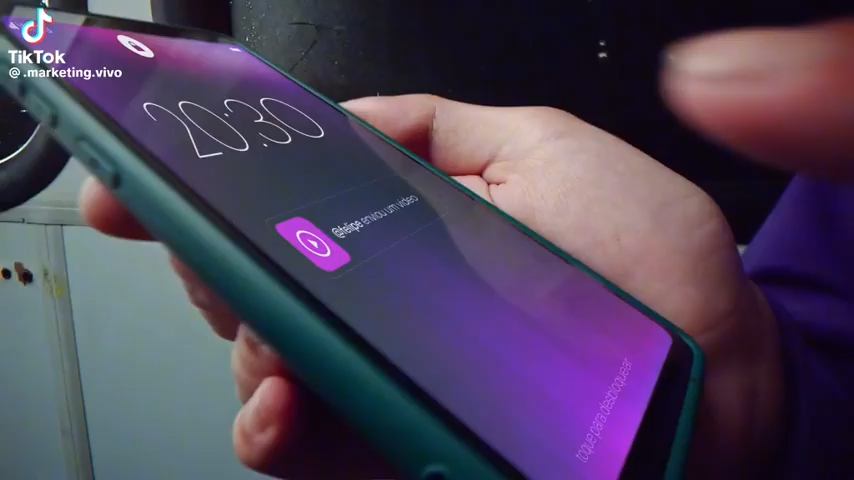 TikTok
@.marketing.vivo
20:30
@felipe enviou um vídeo
toque para desbloquear